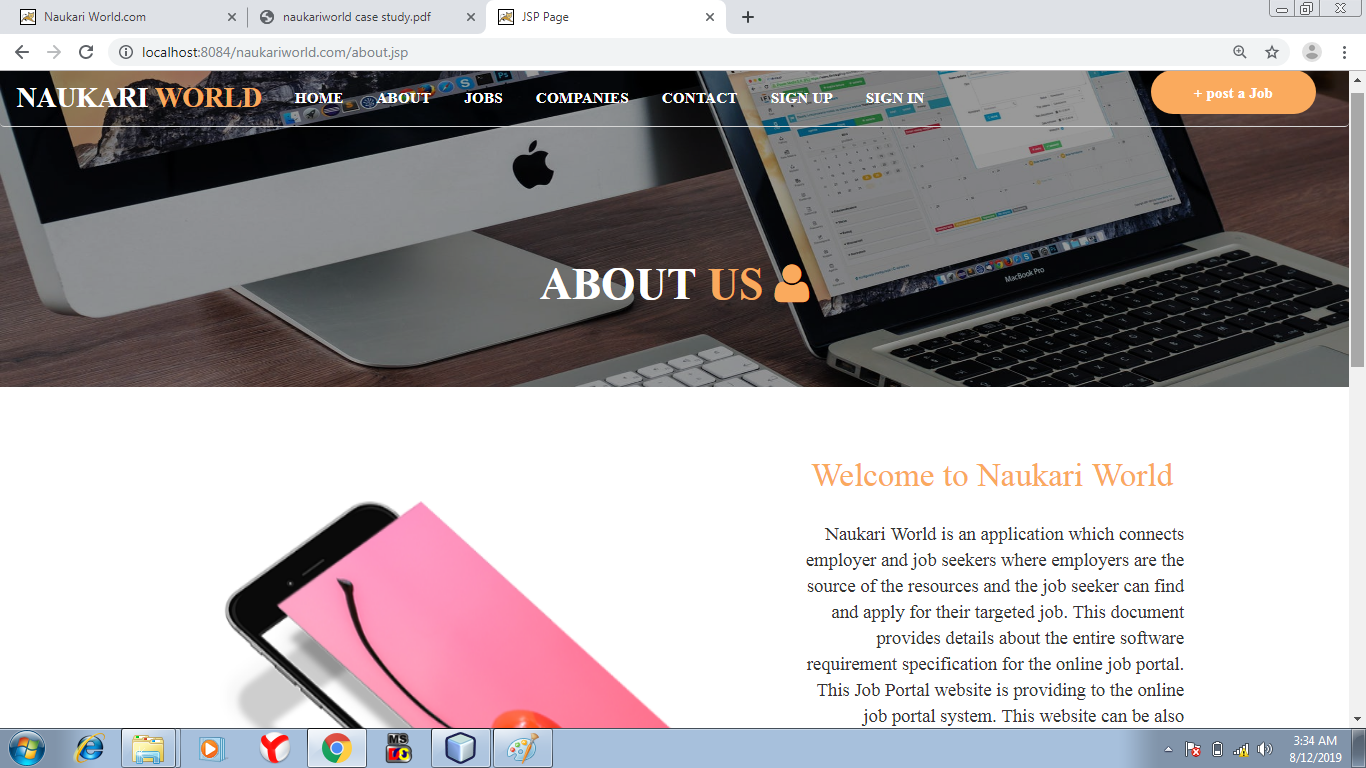 Naukari World.com
naukariworld case study.pdf
JSP Page
localhost:8084/naukariworld.com/about.jsp
NAUKARI WORLD HOME ABOUT JOBS COMPANIES CONTACT SIGN UP SIGN IN + post a Job
MacBook Pro
ABOUT US
Welcome to Naukari World
Naukari World is an application which connects
employer and job seekers where employers are the
source of the resources and the job seeker can find
and apply for their targeted job. This document
provides details about the entire software
requirement specification for the online job portal.
This Job Portal website is providing to the online
job portal system. This website can be also
MS
3:34 AM
8/12/2019